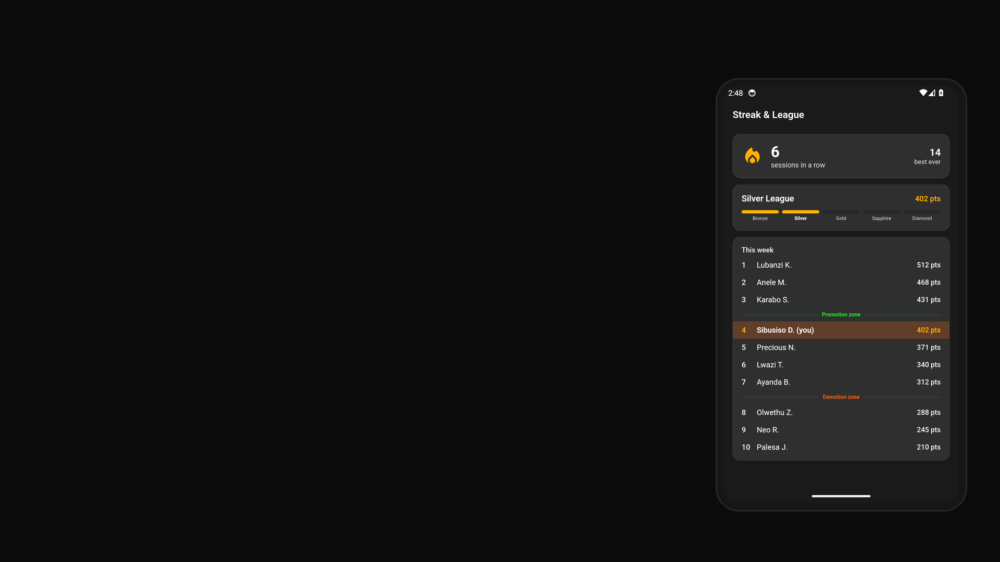 2:48
Streak & League
6
sessions in a row
14
best ever
Silver League
402 pts
Bronze
Silver
Gold
Sapphire
Diamond
This week
1 Lubanzi K. 512 pts
2 Anele M. 468 pts
3 Karabo S. 431 pts
Promotion zone
4 Sibusiso D. (you) 402 pts
5 Precious N. 371 pts
6 Lwazi T. 340 pts
7 Ayanda B. 312 pts
Demotion zone
8 Olwethu Z. 288 pts
9 Neo R. 245 pts
10 Palesa J. 210 pts